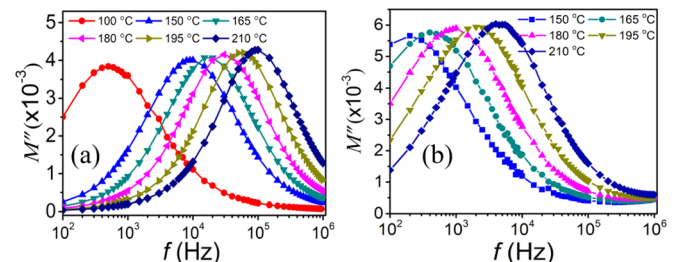 5
4
3
2
1
0
M″(x10⁻³)
100 °C 150 °C 165 °C
180 °C 195 °C 210 °C
(a)
10² 10³ 10⁴ 10⁵ 10⁶
f (Hz)
6
5
4
3
2
1
0
M″(x10⁻³)
150 °C 165 °C
180 °C 195 °C
210 °C
(b)
10² 10³ 10⁴ 10⁵ 10⁶
f (Hz)